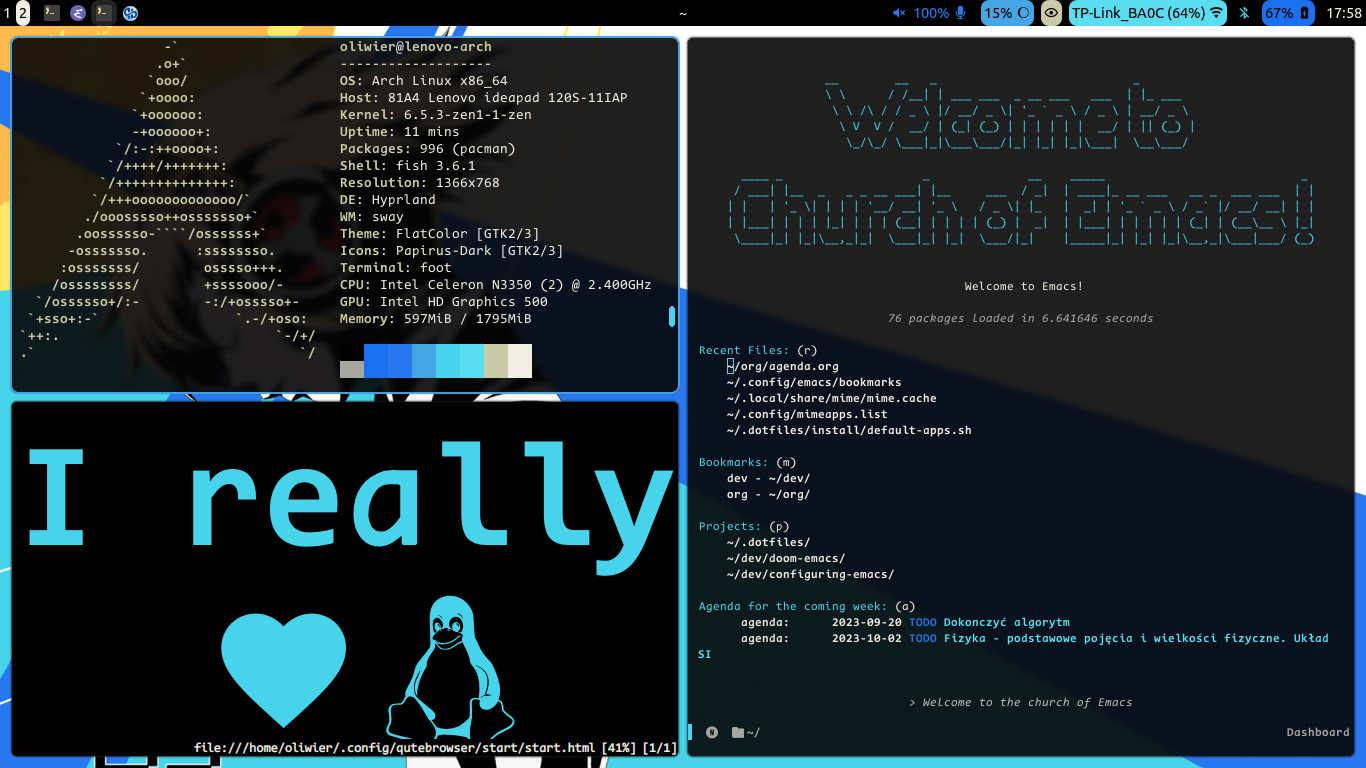 1 2
~
100%
15%
TP-Link_BA0C (64%)
67%
17:58
oliwier@lenovo-arch
-------------------
OS: Arch Linux x86_64
Host: 81A4 Lenovo ideapad 120S-11IAP
Kernel: 6.5.3-zen1-1-zen
Uptime: 11 mins
Packages: 996 (pacman)
Shell: fish 3.6.1
Resolution: 1366x768
DE: Hyprland
WM: sway
Theme: FlatColor [GTK2/3]
Icons: Papirus-Dark [GTK2/3]
Terminal: foot
CPU: Intel Celeron N3350 (2) @ 2.400GHz
GPU: Intel HD Graphics 500
Memory: 597MiB / 1795MiB
I really
file:///home/oliwier/.config/qutebrowser/start/start.html [41%] [1/1]
Welcome to
Church of Emacs!
Welcome to Emacs!
76 packages loaded in 6.641646 seconds
Recent Files: (r)
~/org/agenda.org
~/.config/emacs/bookmarks
~/.local/share/mime/mime.cache
~/.config/mimeapps.list
~/.dotfiles/install/default-apps.sh
Bookmarks: (m)
dev - ~/dev/
org - ~/org/
Projects: (p)
~/.dotfiles/
~/dev/doom-emacs/
~/dev/configuring-emacs/
Agenda for the coming week: (a)
agenda: 2023-09-20 TODO Dokończyć algorytm
agenda: 2023-10-02 TODO Fizyka - podstawowe pojęcia i wielkości fizyczne. Układ
SI
> Welcome to the church of Emacs
N ~/
Dashboard